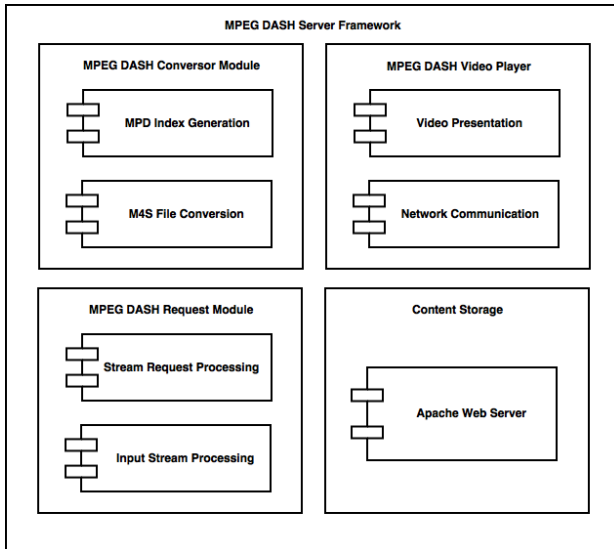 MPEG DASH Server Framework
MPEG DASH Conversor Module
MPD Index Generation
M4S File Conversion
MPEG DASH Video Player
Video Presentation
Network Communication
MPEG DASH Request Module
Stream Request Processing
Input Stream Processing
Content Storage
Apache Web Server